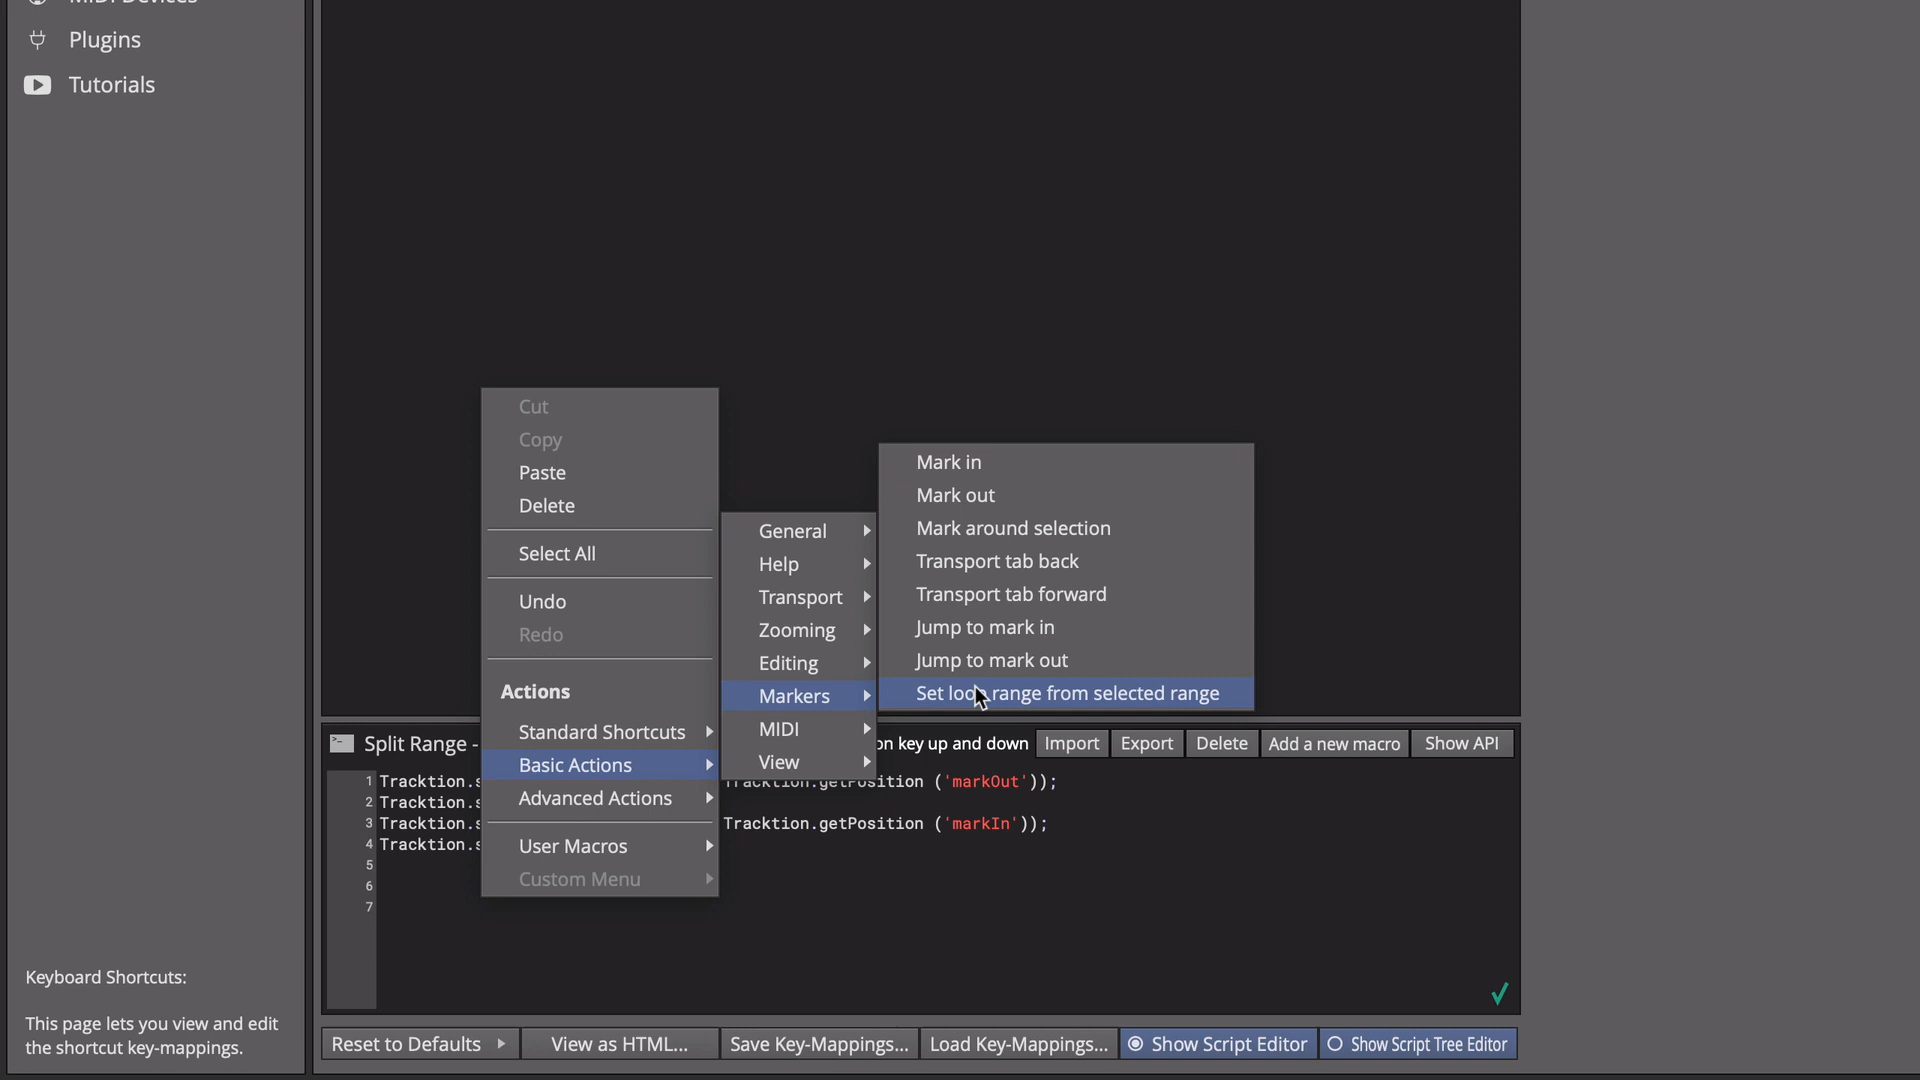 MIDI Devices
Plugins
Tutorials
Cut
Copy
Paste
Delete
Select All
Undo
Redo
Actions
Standard Shortcuts
Basic Actions
Advanced Actions
User Macros
Custom Menu
General
Help
Transport
Zooming
Editing
Markers
MIDI
View
Mark in
Mark out
Mark around selection
Transport tab back
Transport tab forward
Jump to mark in
Jump to mark out
Set loop range from selected range
Split Range - on key up and down Import Export Delete Add a new macro Show API
1 Tracktion.s Tracktion.getPosition ('markOut'));
2 Tracktion.s
3 Tracktion.s Tracktion.getPosition ('markIn'));
4 Tracktion.s
5
6
7
Keyboard Shortcuts:
This page lets you view and edit
the shortcut key-mappings.
Reset to Defaults View as HTML... Save Key-Mappings... Load Key-Mappings... Show Script Editor Show Script Tree Editor